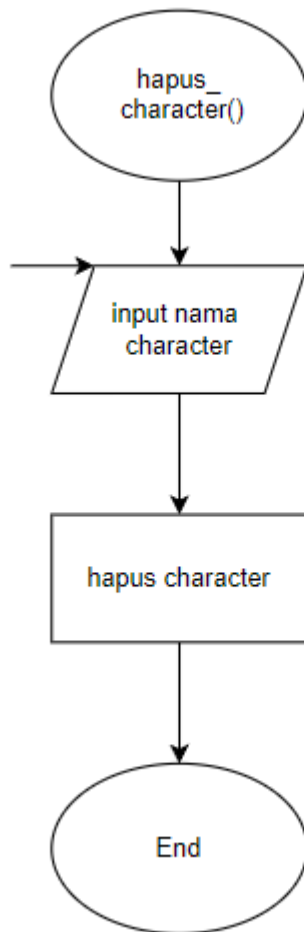 hapus_
character()
input nama
character
hapus character
End